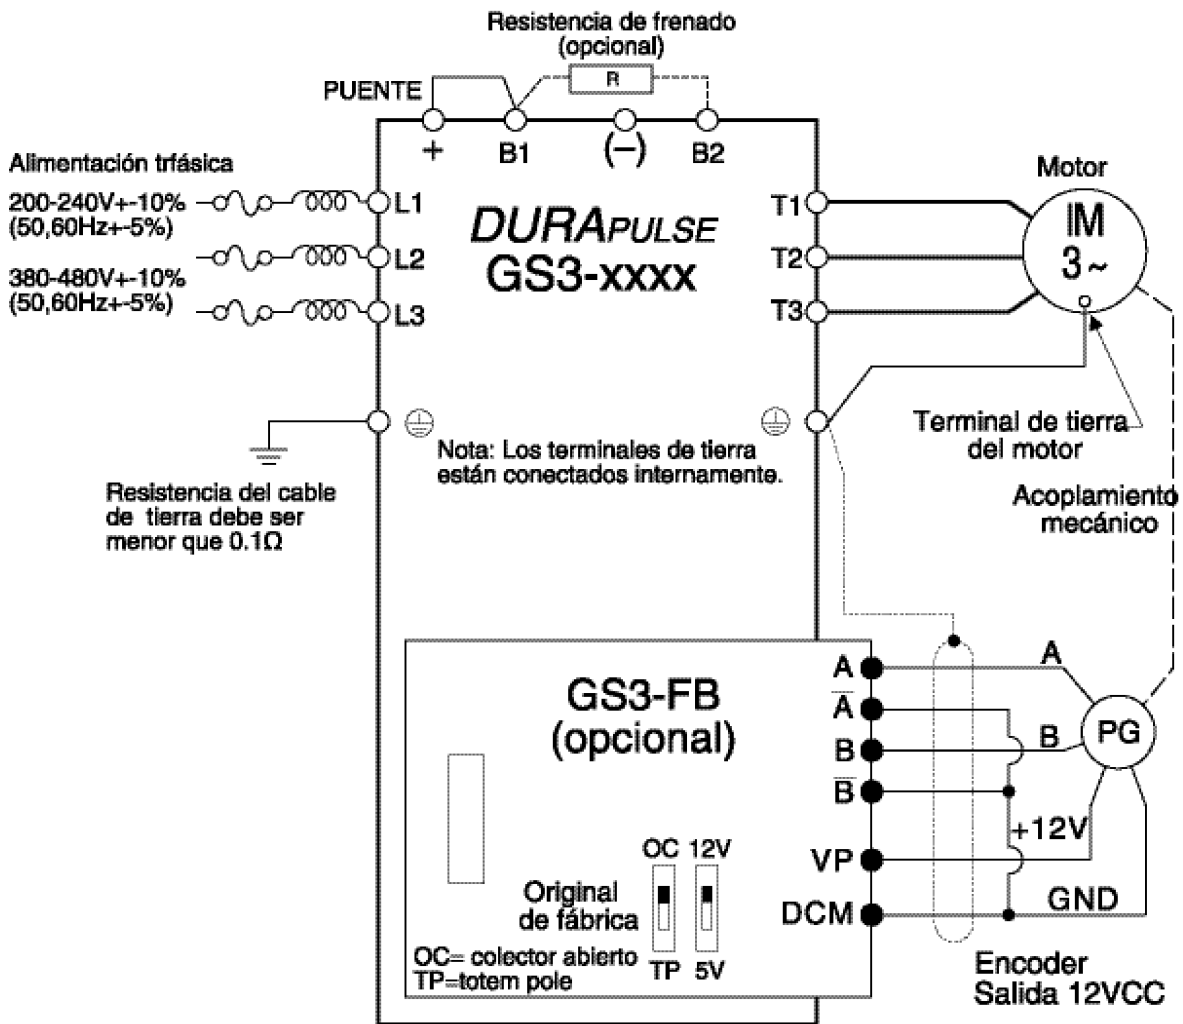 Resistencia de frenado
(opcional)
R
PUENTE
+
B1
(−)
B2
Alimentación trfásica
200-240V+-10%
(50,60Hz+-5%)
380-480V+-10%
(50,60Hz+-5%)
L1
L2
L3
DURAPULSE
GS3-xxxx
T1
T2
T3
Motor
IM
3~
Nota: Los terminales de tierra
están conectados internamente.
Resistencia del cable
de tierra debe ser
menor que 0.1Ω
Terminal de tierra
del motor
Acoplamiento
mecánico
GS3-FB
(opcional)
A
A̅
B
B̅
VP
DCM
A
B
PG
+12V
GND
OC 12V
Original
de fábrica
TP 5V
OC= colector abierto
TP=totem pole
Encoder
Salida 12VCC